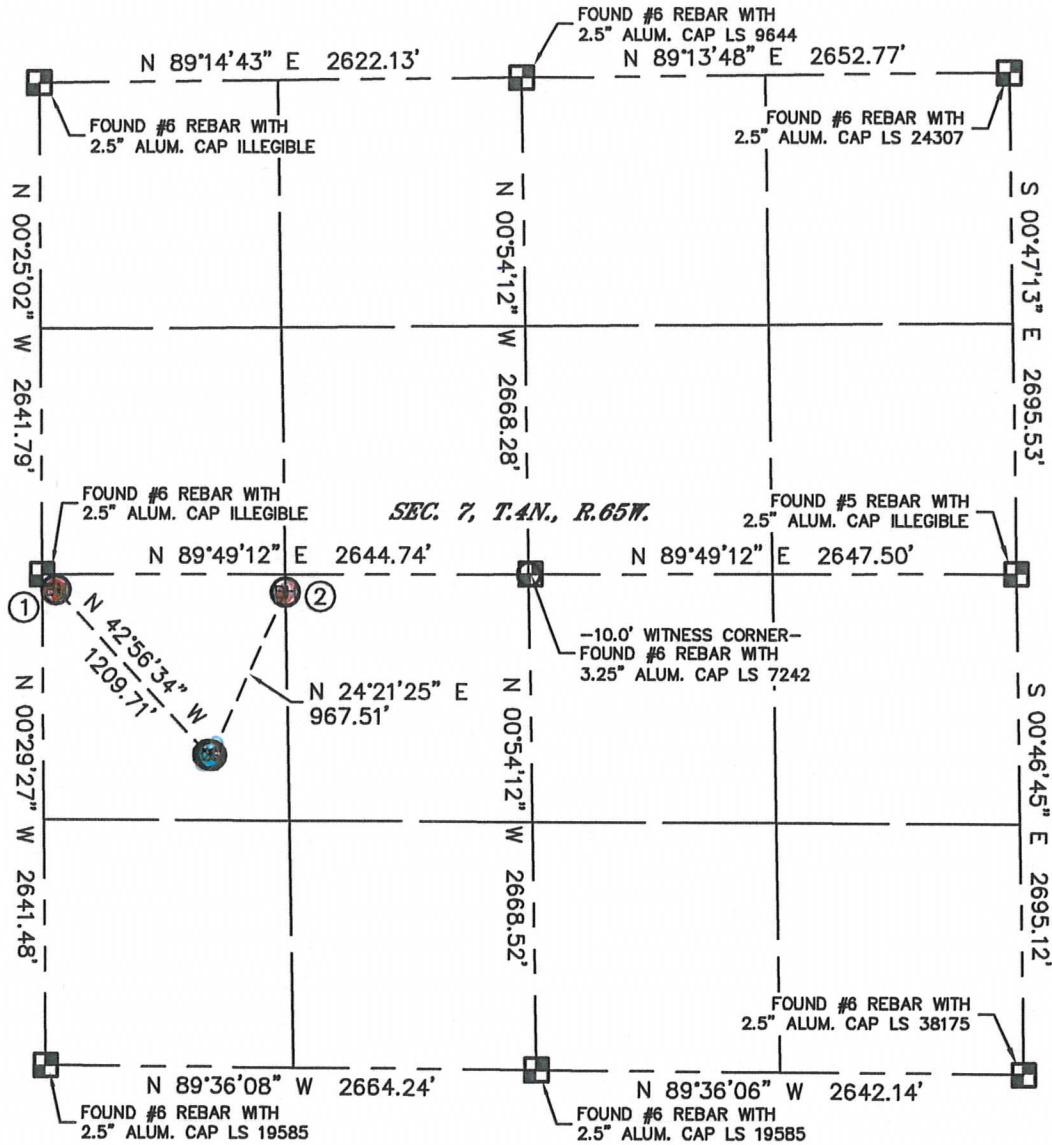 FOUND #6 REBAR WITH
2.5" ALUM. CAP LS 9644
N 89°14'43" E 2622.13'
N 89°13'48" E 2652.77'
FOUND #6 REBAR WITH
2.5" ALUM. CAP ILLEGIBLE
FOUND #6 REBAR WITH
2.5" ALUM. CAP LS 24307
N 00°25'02" W 2641.79'
N 00°54'12" W 2668.28'
S 00°47'13" E 2695.53'
FOUND #6 REBAR WITH
2.5" ALUM. CAP ILLEGIBLE
SEC. 7, T.4N., R.65W.
FOUND #5 REBAR WITH
2.5" ALUM. CAP ILLEGIBLE
N 89°49'12" E 2644.74'
N 89°49'12" E 2647.50'
1
2
N 42°56'34" W
1209.71'
N 24°21'25" E
967.51'
-10.0' WITNESS CORNER-
FOUND #6 REBAR WITH
3.25" ALUM. CAP LS 7242
N 00°29'27" W 2641.48'
N 00°54'12" W 2668.52'
S 00°46'45" E 2695.12'
FOUND #6 REBAR WITH
2.5" ALUM. CAP LS 38175
N 89°36'08" W 2664.24'
N 89°36'06" W 2642.14'
FOUND #6 REBAR WITH
2.5" ALUM. CAP LS 19585
FOUND #6 REBAR WITH
2.5" ALUM. CAP LS 19585